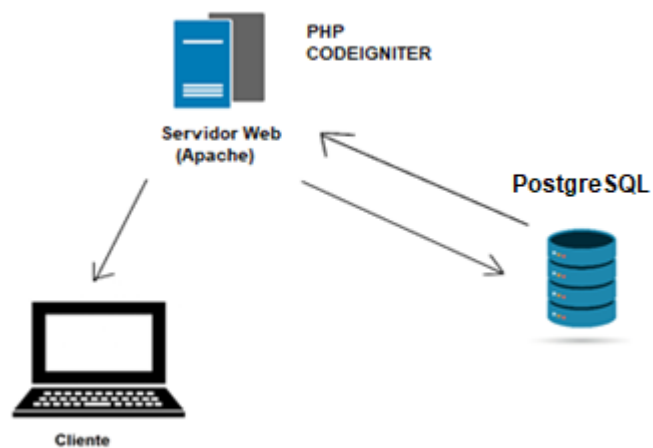 PHP
CODEIGNITER
Servidor Web
(Apache)
PostgreSQL
Cliente